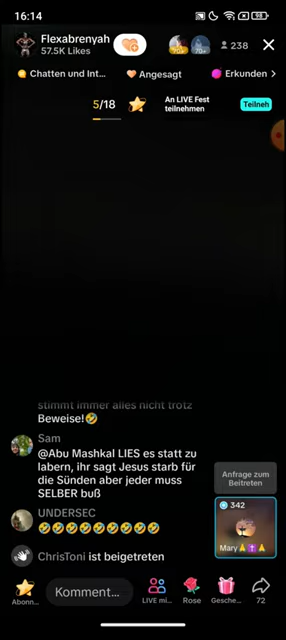 16:14
98
Flexabrenyah
57.5K Likes
90+
70+
238
Chatten und Int...
Angesagt
Erkunden >
5/18
An LIVE Fest
teilnehmen
Teilneh
stimmt immer alles nicht trotz
Beweise!🤣
Sam
@Abu Mashkal LIES es statt zu
labern, ihr sagt Jesus starb für
die Sünden aber jeder muss
SELBER buß
UNDERSEC
🤣🤣🤣🤣🤣🤣🤣🤣🤣🤣
ChrisToni ist beigetreten
Anfrage zum
Beitreten
342
Mary🙏✝️🙏
Komment...
Abonn...
LIVE mi...
Rose
Gesche...
72